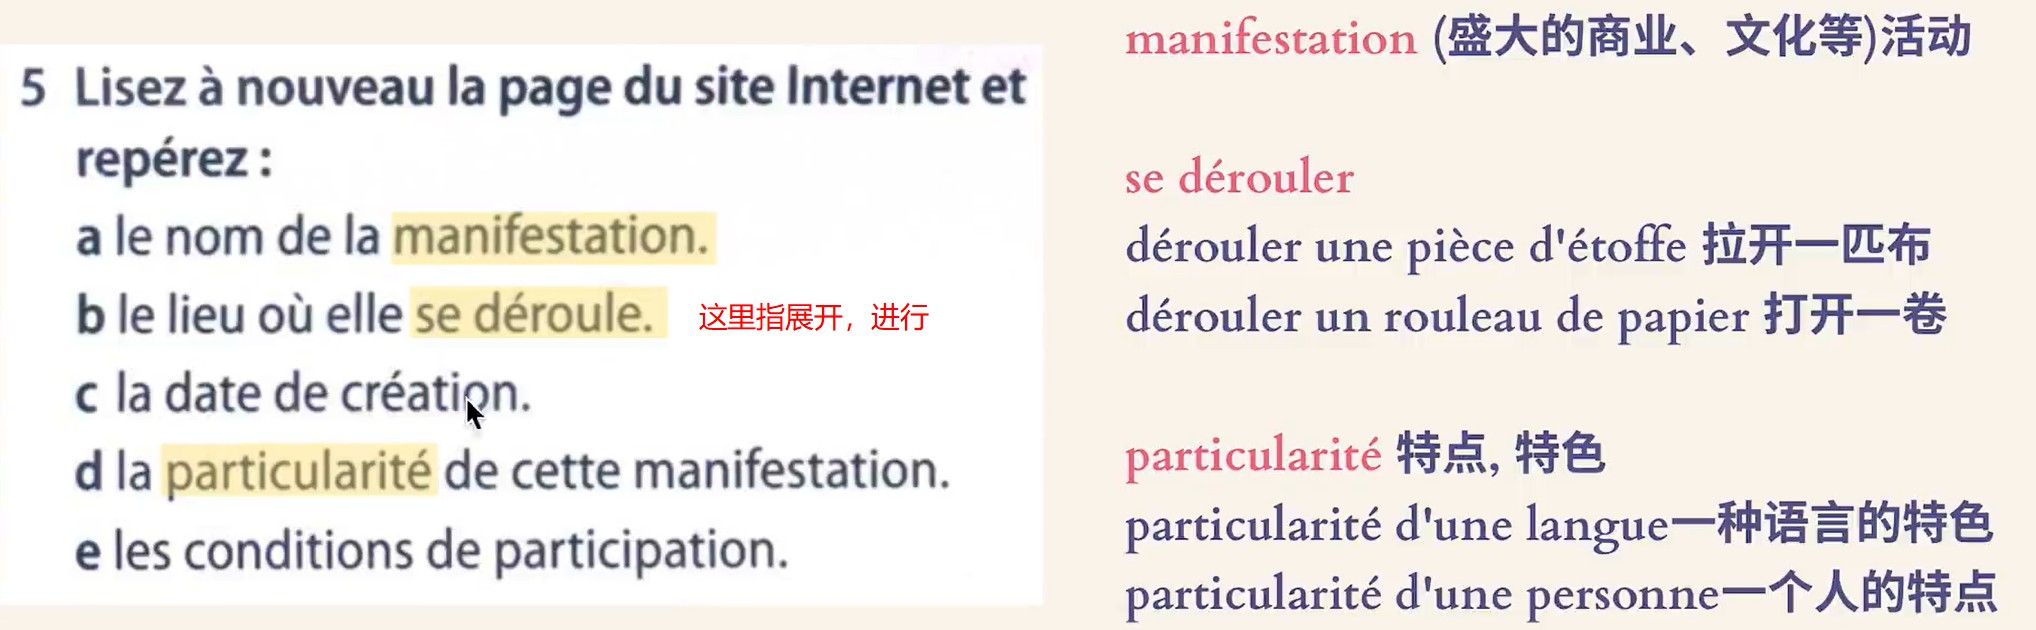 5 Lisez à nouveau la page du site Internet et
repérez :
a le nom de la manifestation.
b le lieu où elle se déroule. 这里指展开，进行
c la date de création.
d la particularité de cette manifestation.
e les conditions de participation.
manifestation (盛大的商业、文化等)活动
se dérouler
dérouler une pièce d'étoffe 拉开一匹布
dérouler un rouleau de papier 打开一卷
particularité 特点, 特色
particularité d'une langue一种语言的特色
particularité d'une personne一个人的特点